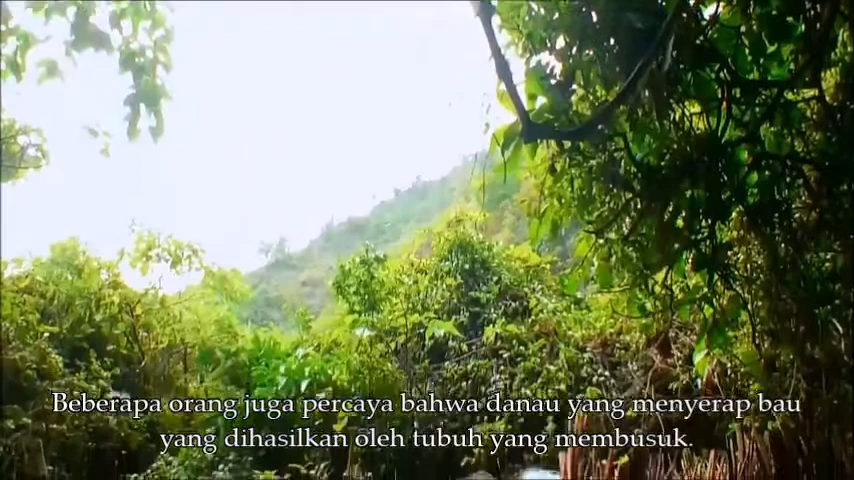 Beberapa orang juga percaya bahwa danau yang menyerap bau
yang dihasilkan oleh tubuh yang membusuk.